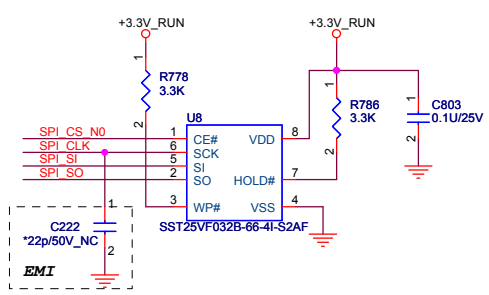 +3.3V_RUN
+3.3V_RUN
1
R778
3.3K
2
1
R786
3.3K
2
1
C803
0.1U/25V
2
U8
SPI_CS_N0 1 CE# VDD 8
SPI_CLK 6 SCK
SPI_SI 5 SI
SPI_SO 2 SO HOLD# 7
3 WP# VSS 4
SST25VF032B-66-4I-S2AF
1
C222
*22p/50V_NC
2
EMI